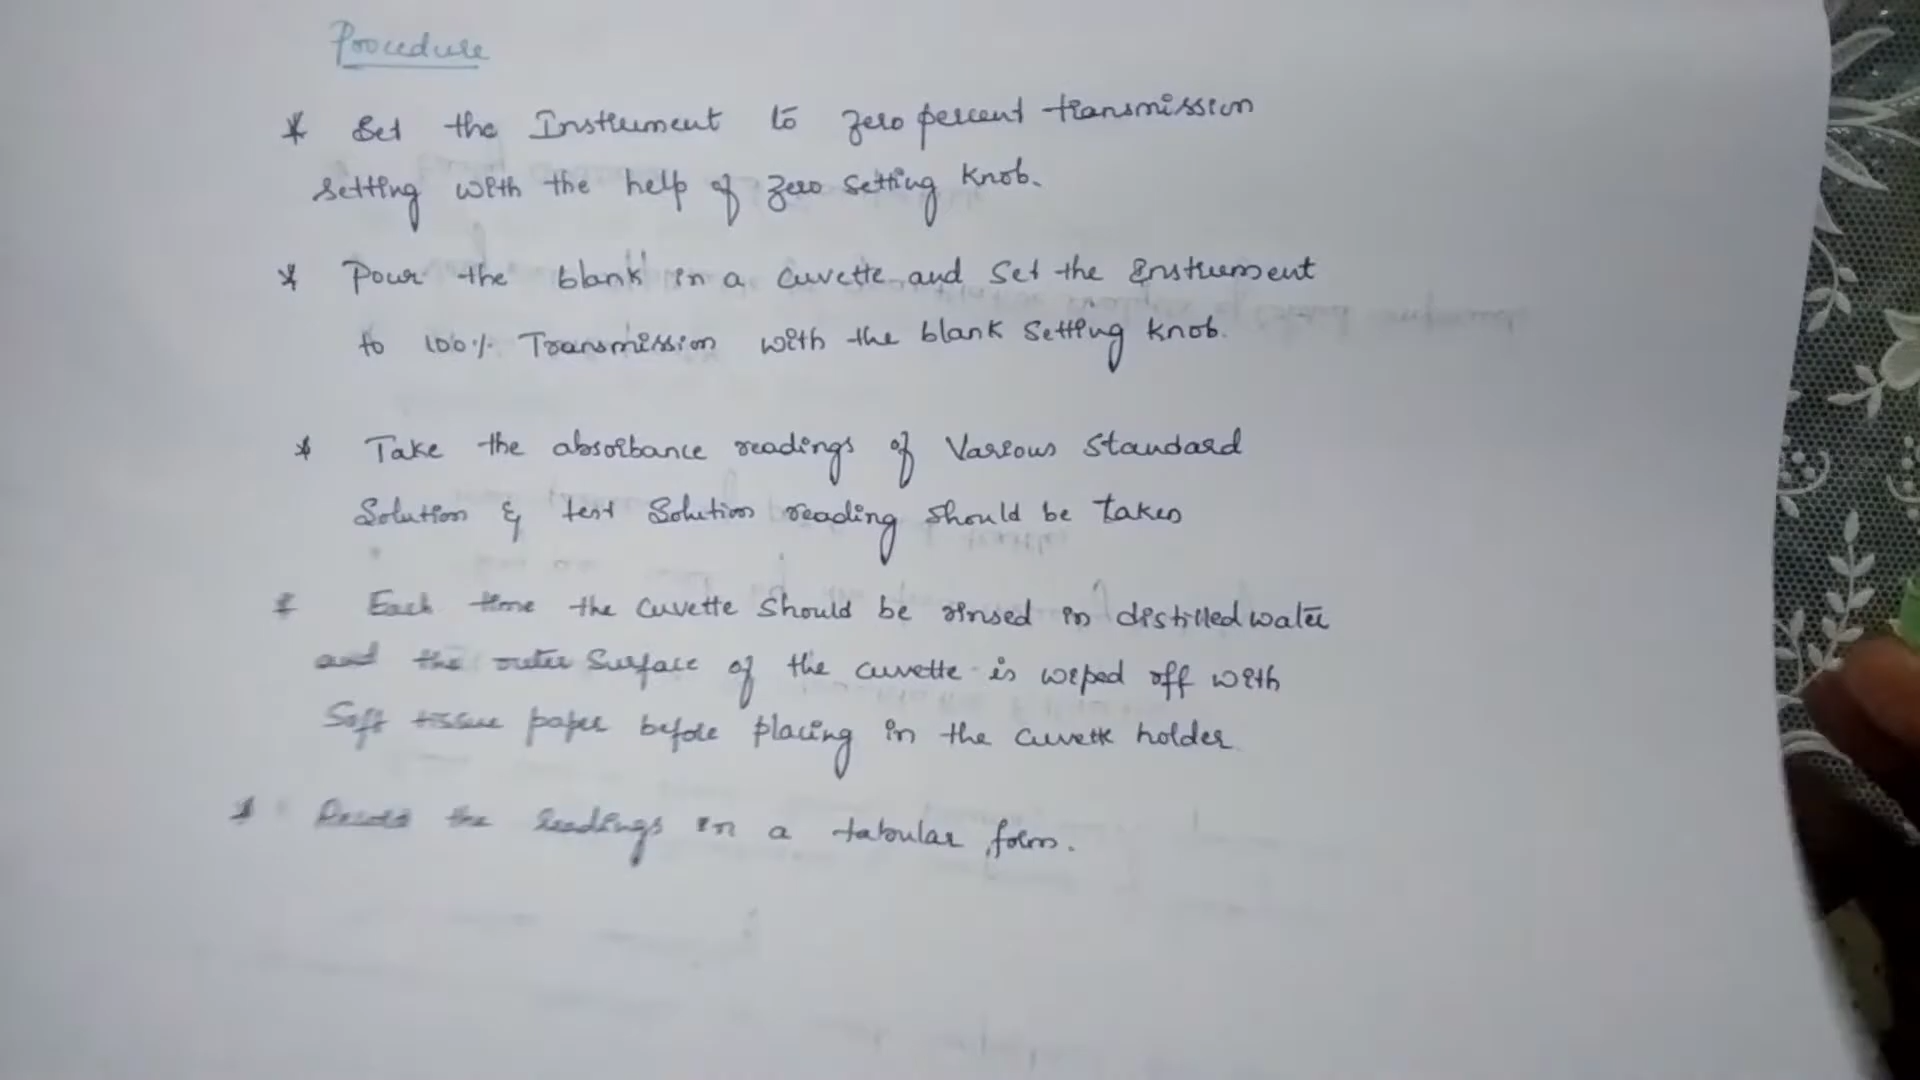 Procedure
* Set the Instrument to zero percent transmission
setting with the help of zero setting knob.
* Pour the blank in a cuvette and set the instrument
to 100% Transmission with the blank setting knob.
* Take the absorbance readings of Various Standard
Solution & test Solution reading should be taken
* Each time the cuvette should be rinsed in distilled water
and the outer surface of the cuvette is wiped off with
Soft tissue paper before placing in the cuvette holder
* Record the readings in a tabular form.